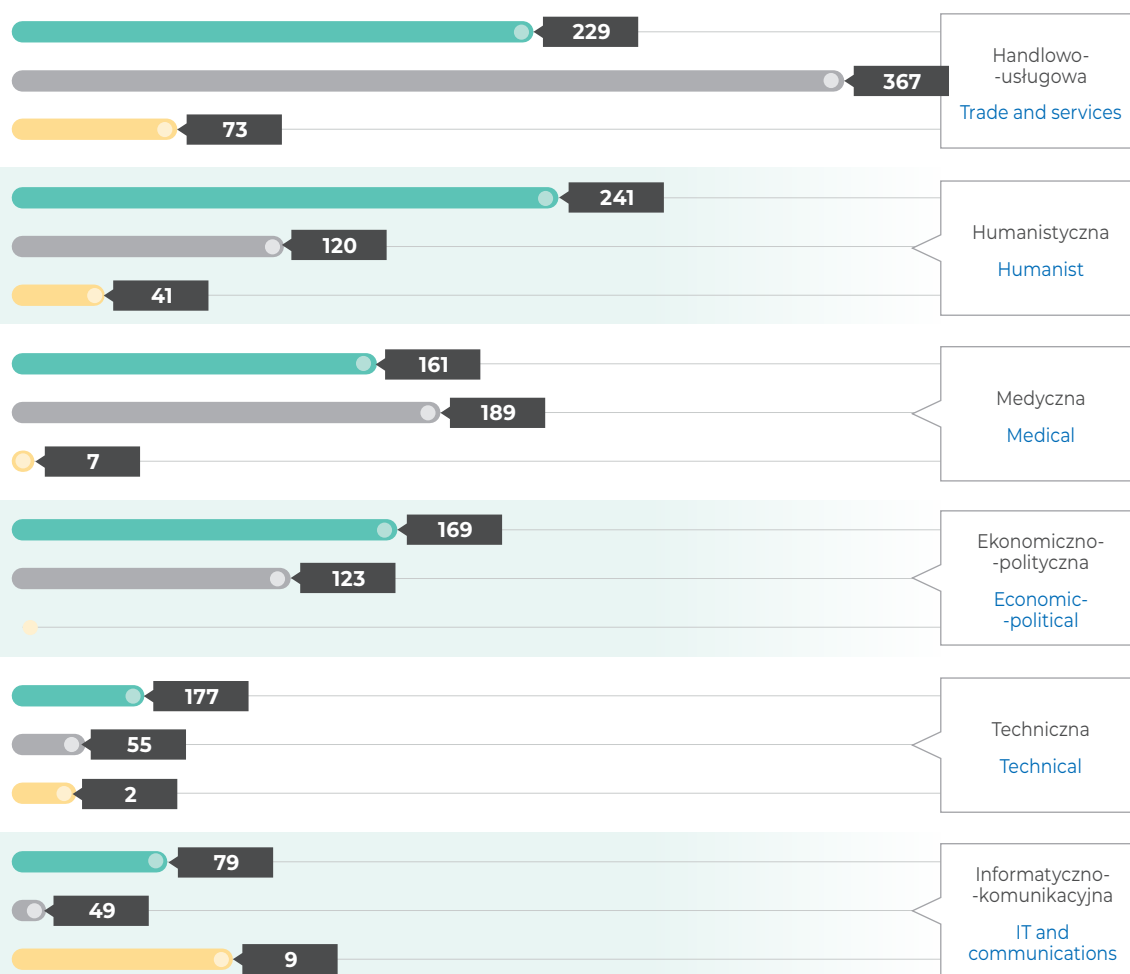 229
367
73
Handlowo-
-usługowa
Trade and services
241
120
41
Humanistyczna
Humanist
161
189
7
Medyczna
Medical
169
123
Ekonomiczno-
-polityczna
Economic-
-political
177
55
2
Techniczna
Technical
79
49
9
Informatyczno-
-komunikacyjna
IT and
communications